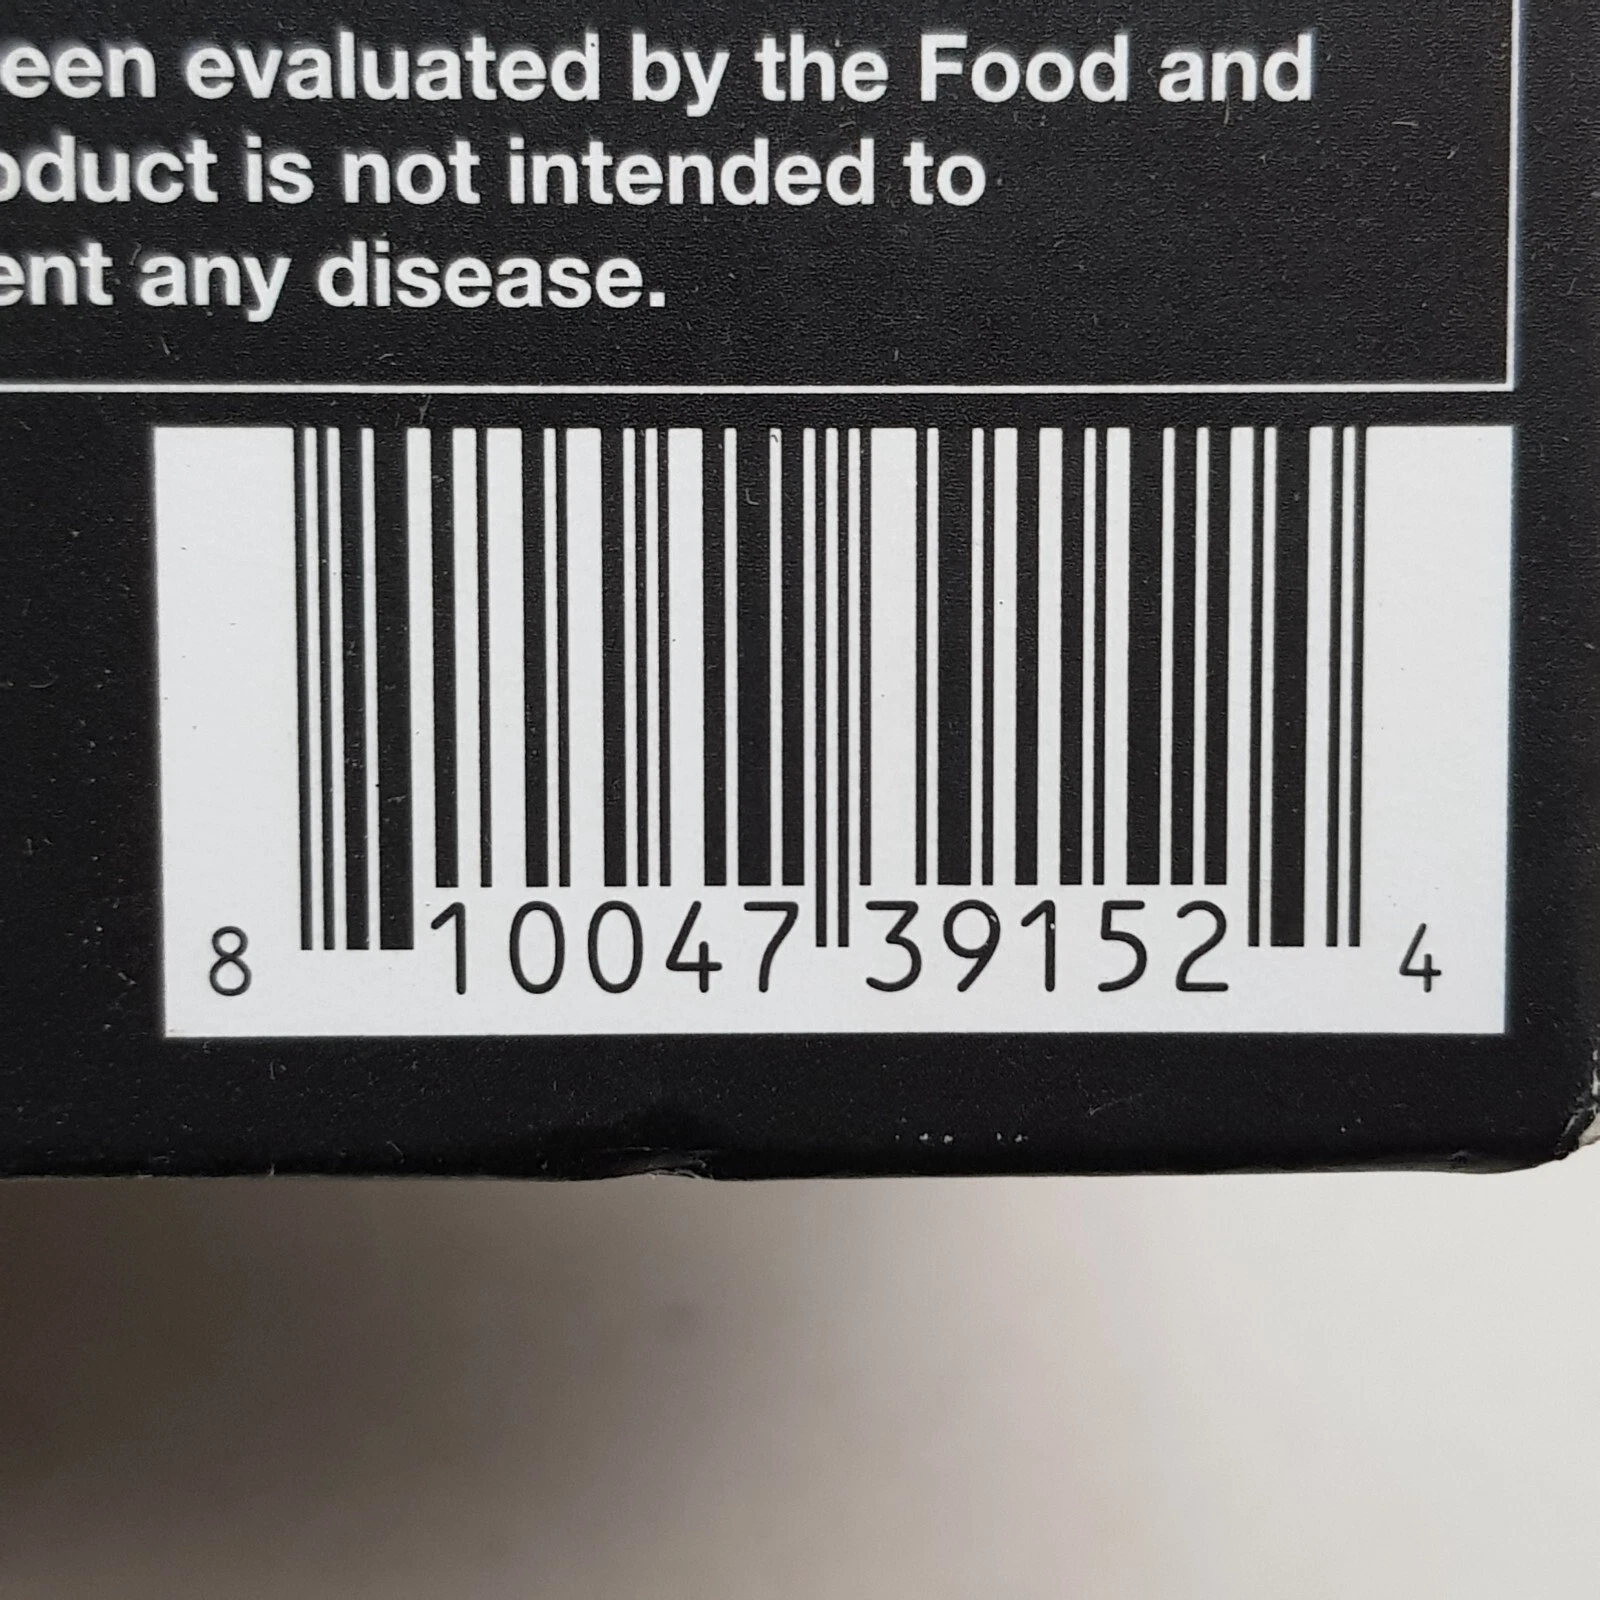 een evaluated by the Food and
oduct is not intended to
ent any disease.
8 10047 39152 4